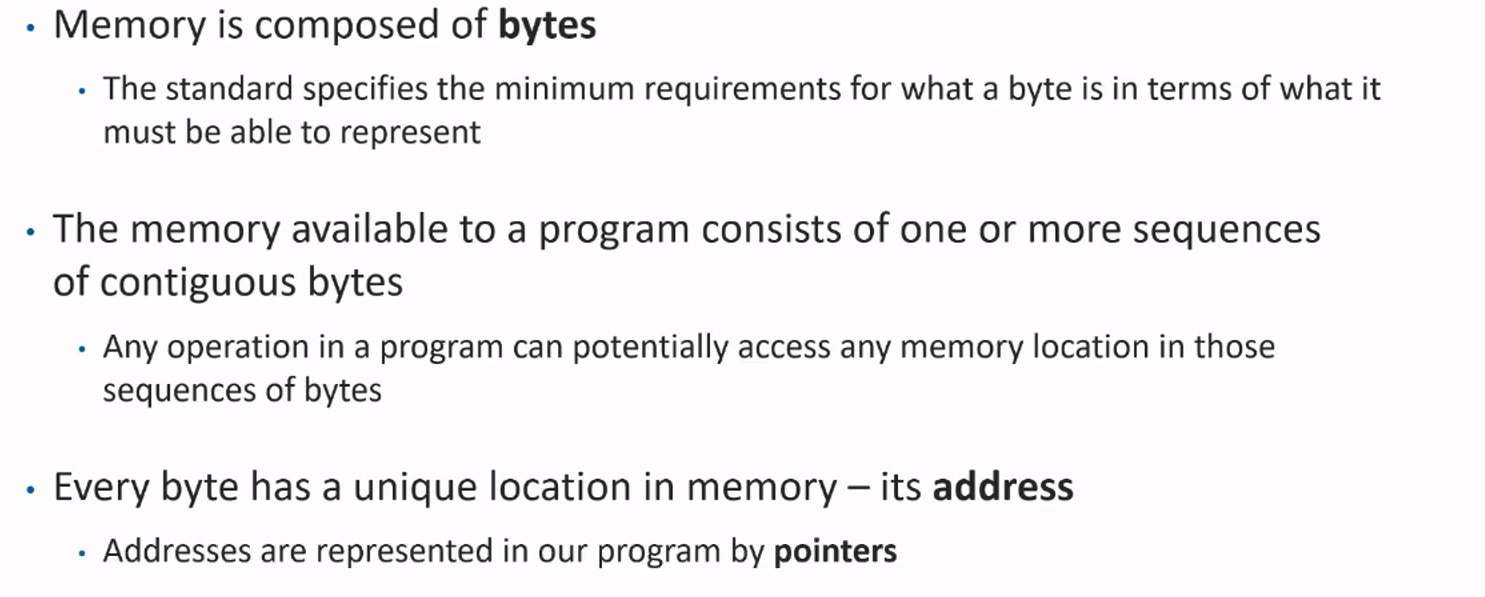 • Memory is composed of bytes
• The standard specifies the minimum requirements for what a byte is in terms of what it
must be able to represent
• The memory available to a program consists of one or more sequences
of contiguous bytes
• Any operation in a program can potentially access any memory location in those
sequences of bytes
• Every byte has a unique location in memory – its address
• Addresses are represented in our program by pointers